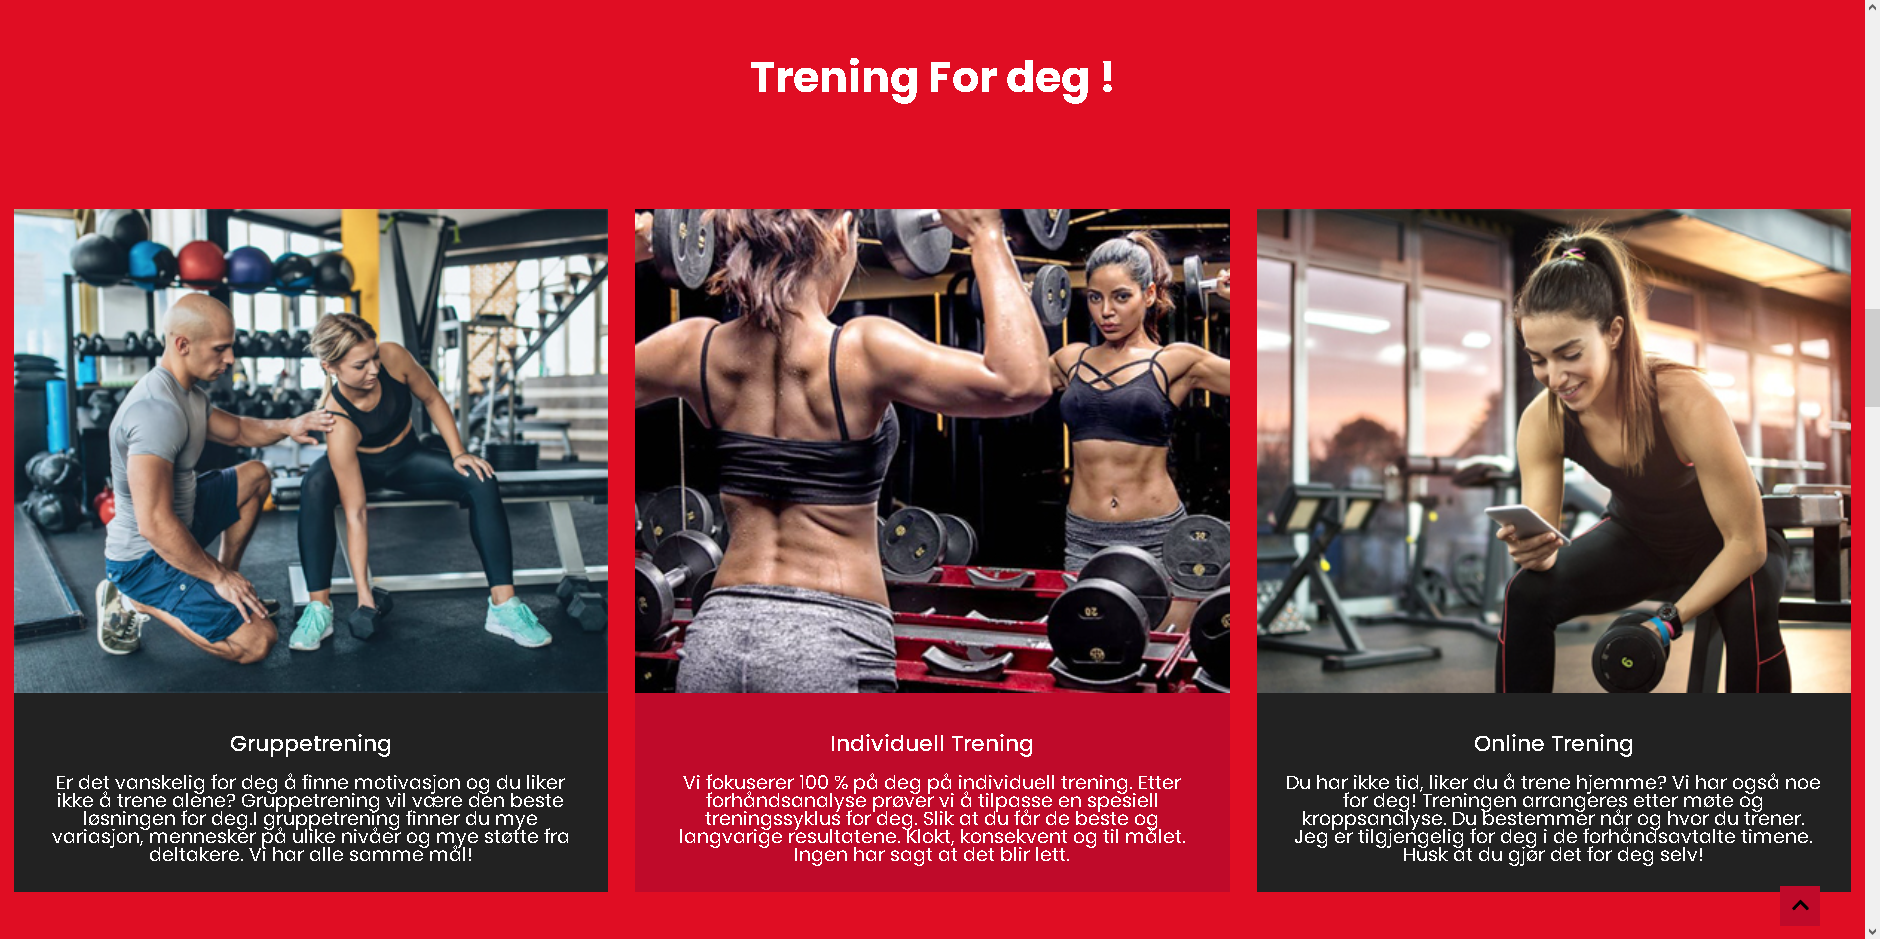 Trening For deg !
Gruppetrening
Er det vanskelig for deg å finne motivasjon og du liker
ikke å trene alene? Gruppetrening vil være den beste
løsningen for deg.I gruppetrening finner du mye
variasjon, mennesker på ulike nivåer og mye støtte fra
deltakere. Vi har alle samme mål!
Individuell Trening
Vi fokuserer 100 % på deg på individuell trening. Etter
forhåndsanalyse prøver vi å tilpasse en spesiell
treningssyklus for deg. Slik at du får de beste og
langvarige resultatene. Klokt, konsekvent og til målet.
Ingen har sagt at det blir lett.
Online Trening
Du har ikke tid, liker du å trene hjemme? Vi har også noe
for deg! Treningen arrangeres etter møte og
kroppsanalyse. Du bestemmer når og hvor du trener.
Jeg er tilgjengelig for deg i de forhåndsavtalte timene.
Husk at du gjør det for deg selv!